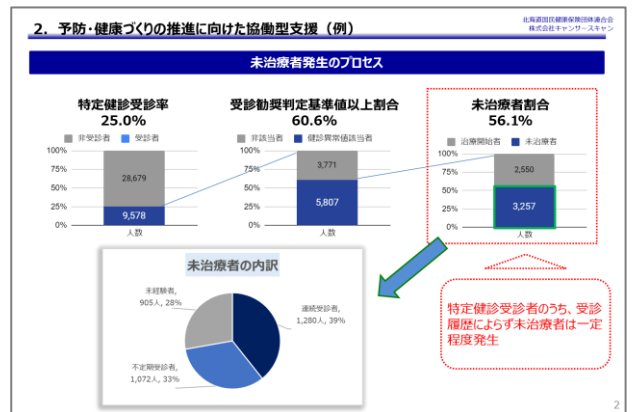 2．予防・健康づくりの推進に向けた協働型支援（例）
北海道国民健康保険団体連合会
株式会社キャンサースキャン
未治療者発生のプロセス
特定健診受診率
25.0%
非受診者 受診者
100%
75%
50%
25%
0%
28,679
9,578
人数
受診勧奨判定基準値以上割合
60.6%
非該当者 健診異常値該当者
100%
75%
50%
25%
0%
3,771
5,807
人数
未治療者割合
56.1%
治療開始者 未治療者
100%
75%
50%
25%
0%
2,550
3,257
人数
未治療者の内訳
未経験者,
905人, 28%
連続受診者,
1,280人, 39%
不定期受診者,
1,072人, 33%
特定健診受診者のうち、受診
履歴によらず未治療者は一定
程度発生
2